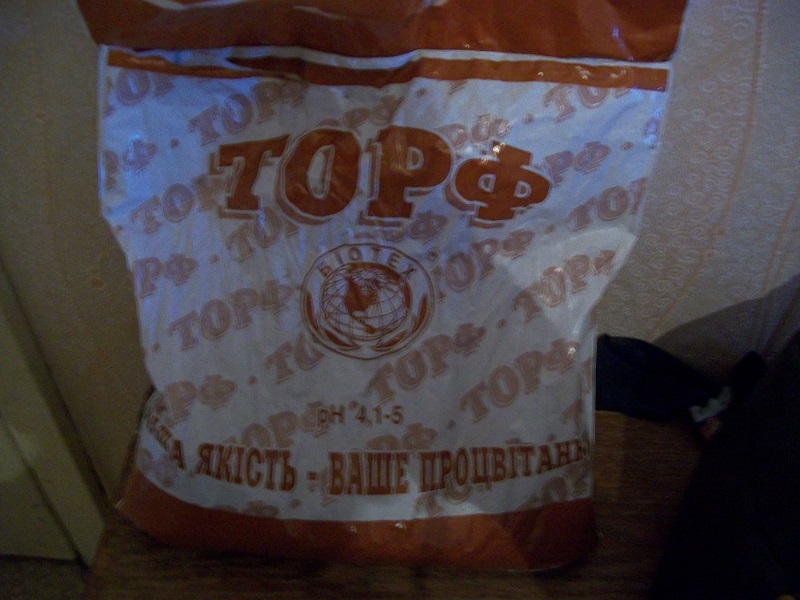 ТОРФ
БІОТЕХ
pH 4,1-5
ЯКІСТЬ - ВАШЕ ПРОЦВІТАННЯ